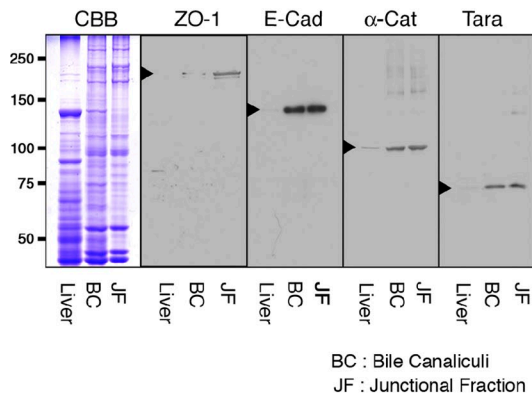 CBB ZO-1 E-Cad α-Cat Tara
250
150
100
75
50
Liver BC JF Liver BC JF Liver BC JF Liver BC JF Liver BC JF
BC : Bile Canaliculi
JF : Junctional Fraction